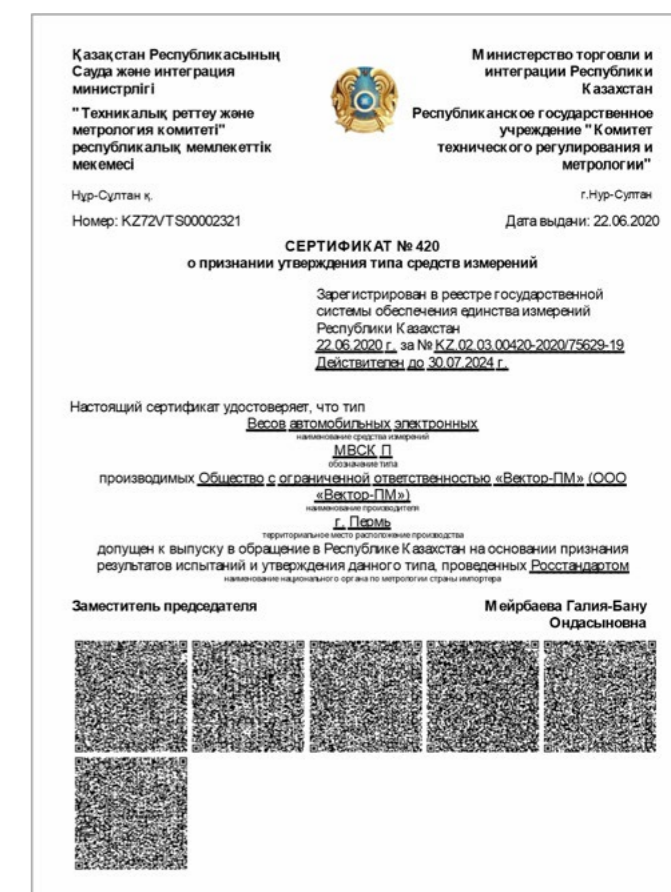 Қазақстан Республикасының
Сауда және интеграция
министрлігі
"Техникалық реттеу және
метрология комитеті"
республикалық мемлекеттік
мекемесі
Министерство торговли и
интеграции Республики
Казахстан
Республиканское государственное
учреждение "Комитет
технического регулирования и
метрологии"
Нұр-Сұлтан қ.
г.Нур-Султан
Номер: KZ72VTS00002321
Дата выдачи: 22.06.2020
СЕРТИФИКАТ № 420
о признании утверждения типа средств измерений
Зарегистрирован в реестре государственной
системы обеспечения единства измерений
Республики Казахстан
22.06.2020 г. за № KZ.02.03.00420-2020/75629-19
Действителен до 30.07.2024 г.
Настоящий сертификат удостоверяет, что тип
Весов автомобильных электронных
наименование средства измерений
МВСК П
обозначение типа
производимых Общество с ограниченной ответственностью «Вектор-ПМ» (ООО
«Вектор-ПМ»)
наименование производителя
г. Пермь
территориальное место расположение производства
допущен к выпуску в обращение в Республике Казахстан на основании признания
результатов испытаний и утверждения данного типа, проведенных Росстандартом
наименование национального органа по метрологии страны импортера
Заместитель председателя
Мейрбаева Галия-Бану
Ондасыновна